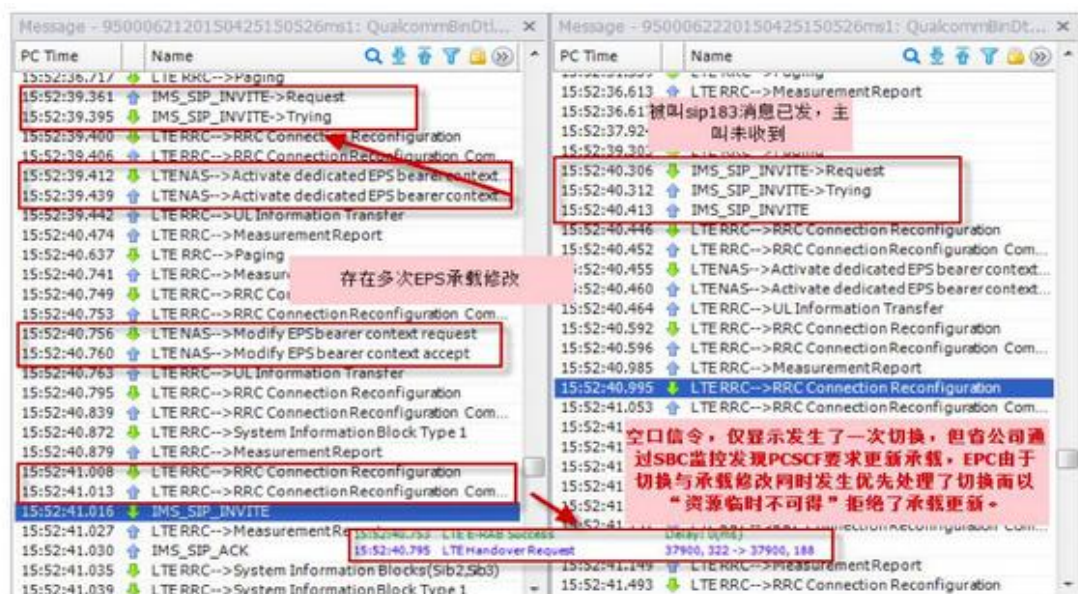 Message - 95000621201504251505​26ms1: QualcommBinDtl...
PC Time Name
15:52:36.717 LTE RRC-->Paging
15:52:39.361 IMS_SIP_INVITE->Request
15:52:39.395 IMS_SIP_INVITE->Trying
15:52:39.400 LTE RRC-->RRC Connection Reconfiguration
15:52:39.406 LTE RRC-->RRC Connection Reconfiguration Com...
15:52:39.412 LTE NAS-->Activate dedicated EPS bearer context...
15:52:39.439 LTE NAS-->Activate dedicated EPS bearer context...
15:52:39.442 LTE RRC-->UL Information Transfer
15:52:40.474 LTE RRC-->MeasurementReport
15:52:40.637 LTE RRC-->Paging
15:52:40.741 LTE RRC-->Measur
15:52:40.749 LTE RRC-->RRC Co
存在多次EPS承载修改
15:52:40.753 LTE RRC-->RRC Connection Reconfiguration Com...
15:52:40.756 LTE NAS-->Modify EPS bearer context request
15:52:40.760 LTE NAS-->Modify EPS bearer context accept
15:52:40.763 LTE RRC-->UL Information Transfer
15:52:40.795 LTE RRC-->RRC Connection Reconfiguration
15:52:40.839 LTE RRC-->RRC Connection Reconfiguration Com...
15:52:40.872 LTE RRC-->System Information Block Type 1
15:52:40.879 LTE RRC-->MeasurementReport
15:52:41.008 LTE RRC-->RRC Connection Reconfiguration
15:52:41.013 LTE RRC-->RRC Connection Reconfiguration Com...
15:52:41.016 IMS_SIP_INVITE
15:52:41.027 LTE RRC-->MeasurementRe
15:52:41.030 IMS_SIP_ACK
15:52:41.035 LTE RRC-->System Information Blocks(Sib2,Sib3)
15:52:41.039 LTE RRC-->System Information Block Type 1
15:52:40.753 LTE E-RAB Success Delay: 0(ms)
15:52:40.795 LTE Handover Request 37900, 322 -> 37900, 188
Message - 95000622201504251505​26ms1: QualcommBinDt...
PC Time Name
15:52:36.613 LTE RRC-->MeasurementReport
15:52:36.61
15:52:37.92
被叫sip183消息已发，主
叫未收到
15:52:40.306 IMS_SIP_INVITE->Request
15:52:40.312 IMS_SIP_INVITE->Trying
15:52:40.413 IMS_SIP_INVITE
15:52:40.446 LTE RRC-->RRC Connection Reconfiguration
15:52:40.452 LTE RRC-->RRC Connection Reconfiguration Com...
15:52:40.455 LTE NAS-->Activate dedicated EPS bearer context...
15:52:40.460 LTE NAS-->Activate dedicated EPS bearer context...
15:52:40.464 LTE RRC-->UL Information Transfer
15:52:40.592 LTE RRC-->RRC Connection Reconfiguration
15:52:40.596 LTE RRC-->RRC Connection Reconfiguration Com...
15:52:40.985 LTE RRC-->MeasurementReport
15:52:40.995 LTE RRC-->RRC Connection Reconfiguration
15:52:41.053 LTE RRC-->RRC Connection Reconfiguration Com...
15:52:41
15:52:41
15:52:41
15:52:41
空口信令，仅显示发生了一次切换，但省公司通
过SBC监控发现PCSCF要求更新承载，EPC由于
切换与承载修改同时发生优先处理了切换而以
“资源临时不可得”拒绝了承载更新。
15:52:41.149 LTE RRC-->MeasurementReport
15:52:41.493 LTE RRC-->RRC Connection Reconfiguration